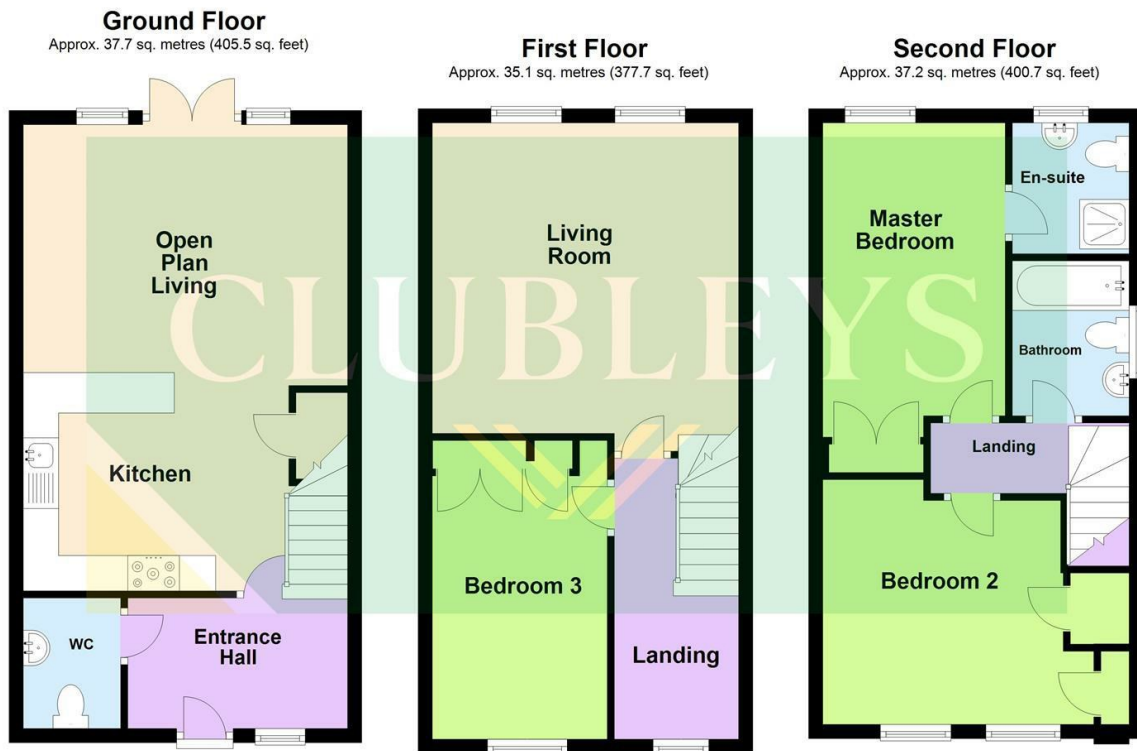 Ground Floor
Approx. 37.7 sq. metres (405.5 sq. feet)
Open
Plan
Living
Kitchen
WC
Entrance
Hall
First Floor
Approx. 35.1 sq. metres (377.7 sq. feet)
Living
Room
Bedroom 3
Landing
Second Floor
Approx. 37.2 sq. metres (400.7 sq. feet)
Master
Bedroom
En-suite
Bathroom
Landing
Bedroom 2
CLUBLEYS